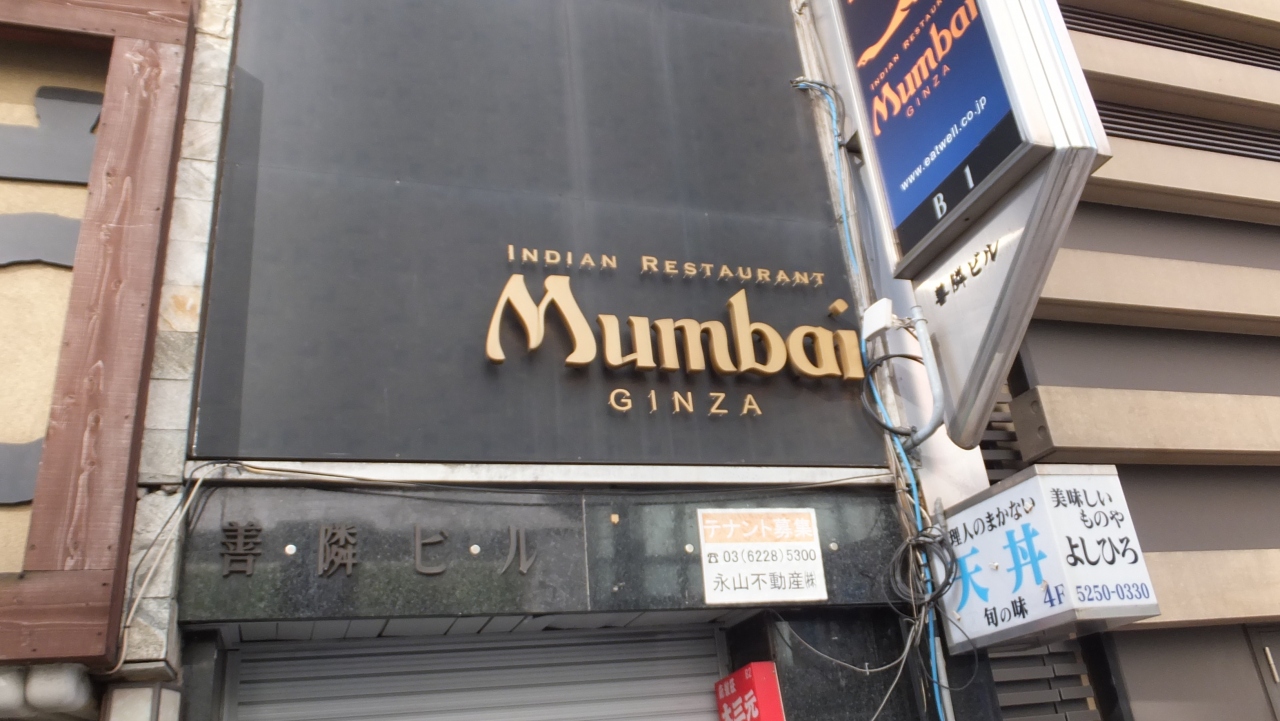 INDIAN RESTAURANT
Mumbai
GINZA
INDIAN RESTAURANT
Mumbai
GINZA
www.eatwell.co.jp
B1
善隣ビル
善隣ビル
テナント募集
☎03(6228)5300
永山不動産㈱
理人のまかない
天丼
旬の味
美味しい
ものや
よしひろ
4F 5250-0330
大三元